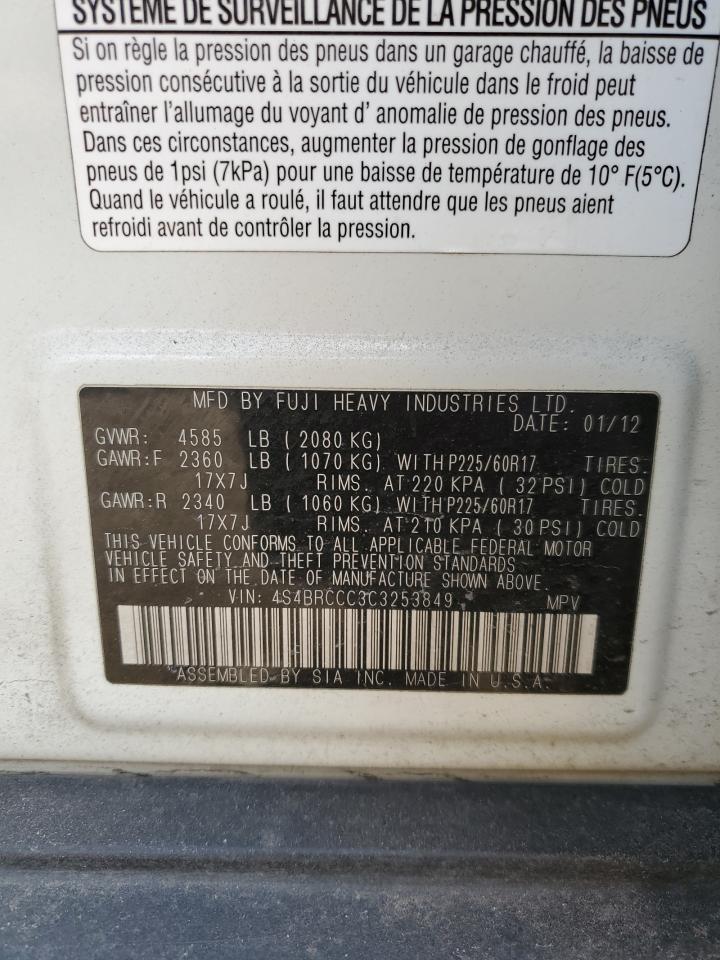 SYSTÈME DE SURVEILLANCE DE LA PRESSION DES PNEUS
Si on règle la pression des pneus dans un garage chauffé, la baisse de
pression consécutive à la sortie du véhicule dans le froid peut
entraîner l'allumage du voyant d' anomalie de pression des pneus.
Dans ces circonstances, augmenter la pression de gonflage des
pneus de 1psi (7kPa) pour une baisse de température de 10° F(5°C).
Quand le véhicule a roulé, il faut attendre que les pneus aient
refroidi avant de contrôler la pression.
MFD BY FUJI HEAVY INDUSTRIES LTD.
DATE: 01/12
GVWR: 4585 LB ( 2080 KG)
GAWR:F 2360 LB ( 1070 KG) WITH P225/60R17 TIRES.
17X7J RIMS. AT 220 KPA ( 32 PSI) COLD
GAWR:R 2340 LB ( 1060 KG) WITH P225/60R17 TIRES.
17X7J RIMS. AT 210 KPA ( 30 PSI) COLD
THIS VEHICLE CONFORMS TO ALL APPLICABLE FEDERAL MOTOR
VEHICLE SAFETY AND THEFT PREVENTION STANDARDS
IN EFFECT ON THE DATE OF MANUFACTURE SHOWN ABOVE.
VIN: 4S4BRCCC3C3253849 MPV
ASSEMBLED BY SIA INC. MADE IN U.S.A.